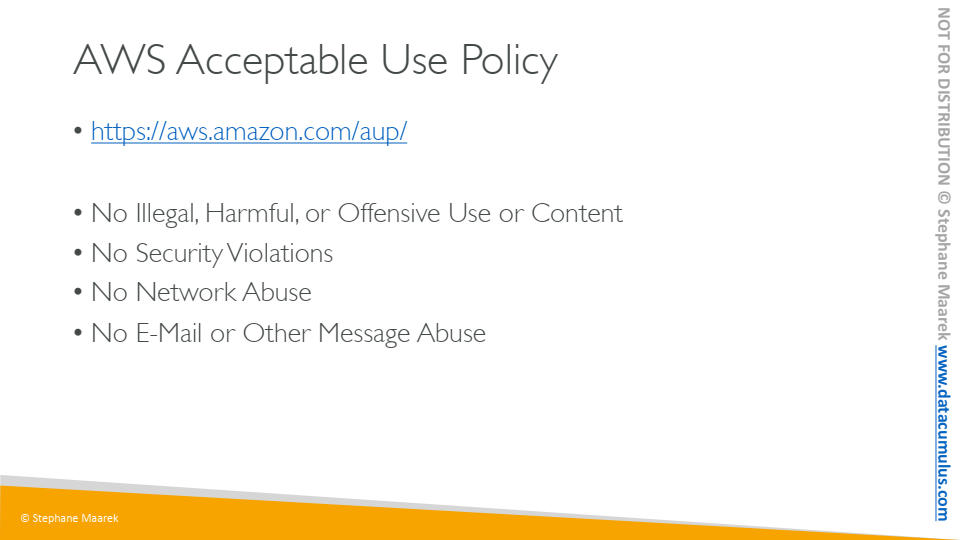 AWS Acceptable Use Policy
• https://aws.amazon.com/aup/
• No Illegal, Harmful, or Offensive Use or Content
• No Security Violations
• No Network Abuse
• No E-Mail or Other Message Abuse
© Stephane Maarek
NOT FOR DISTRIBUTION © Stephane Maarek www.datacumulus.com